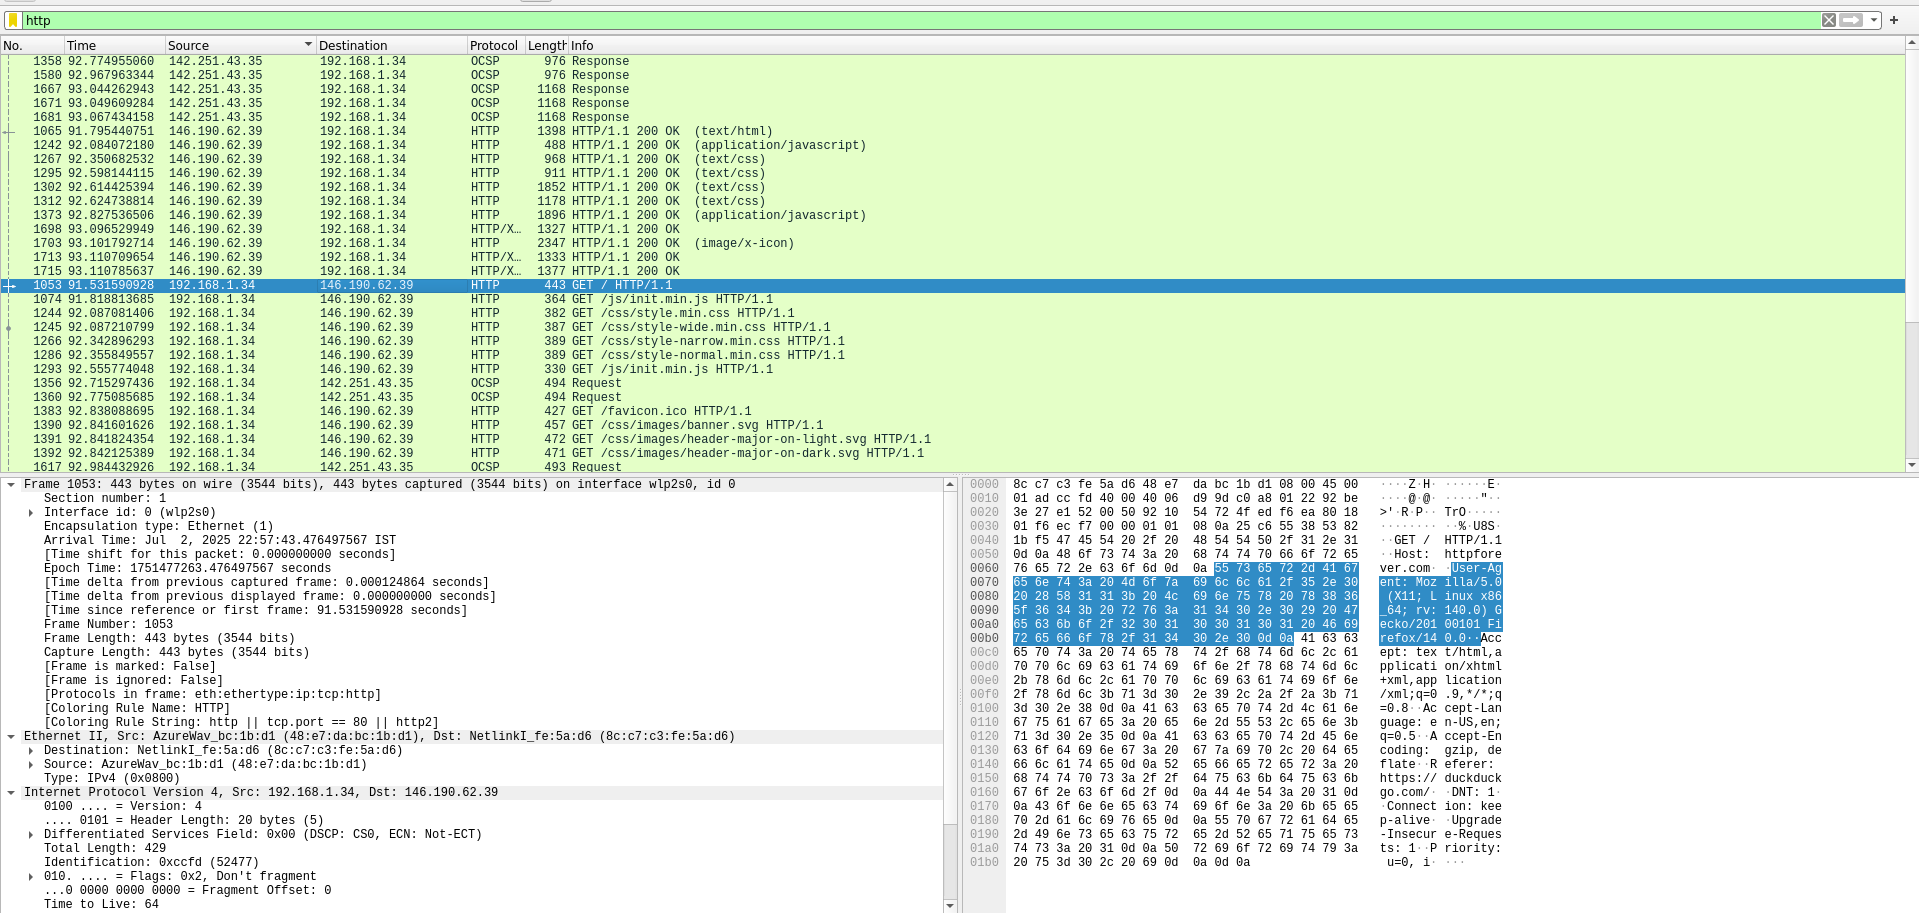 http
No. Time Source Destination Protocol Length Info
1358 92.774955060 142.251.43.35 192.168.1.34 OCSP 976 Response
1580 92.967963344 142.251.43.35 192.168.1.34 OCSP 976 Response
1667 93.044262943 142.251.43.35 192.168.1.34 OCSP 1168 Response
1671 93.049609284 142.251.43.35 192.168.1.34 OCSP 1168 Response
1681 93.067434158 142.251.43.35 192.168.1.34 OCSP 1168 Response
1065 91.795440751 146.190.62.39 192.168.1.34 HTTP 1398 HTTP/1.1 200 OK  (text/html)
1242 92.084072180 146.190.62.39 192.168.1.34 HTTP 488 HTTP/1.1 200 OK  (application/javascript)
1267 92.350682532 146.190.62.39 192.168.1.34 HTTP 968 HTTP/1.1 200 OK  (text/css)
1295 92.598144115 146.190.62.39 192.168.1.34 HTTP 911 HTTP/1.1 200 OK  (text/css)
1302 92.614425394 146.190.62.39 192.168.1.34 HTTP 1852 HTTP/1.1 200 OK  (text/css)
1312 92.624738814 146.190.62.39 192.168.1.34 HTTP 1178 HTTP/1.1 200 OK  (text/css)
1373 92.827536506 146.190.62.39 192.168.1.34 HTTP 1896 HTTP/1.1 200 OK  (application/javascript)
1698 93.096529949 146.190.62.39 192.168.1.34 HTTP/X… 1327 HTTP/1.1 200 OK
1703 93.101792714 146.190.62.39 192.168.1.34 HTTP 2347 HTTP/1.1 200 OK  (image/x-icon)
1713 93.110709654 146.190.62.39 192.168.1.34 HTTP/X… 1333 HTTP/1.1 200 OK
1715 93.110785637 146.190.62.39 192.168.1.34 HTTP/X… 1377 HTTP/1.1 200 OK
1053 91.531590928 192.168.1.34 146.190.62.39 HTTP 443 GET / HTTP/1.1
1074 91.818813685 192.168.1.34 146.190.62.39 HTTP 364 GET /js/init.min.js HTTP/1.1
1244 92.087081406 192.168.1.34 146.190.62.39 HTTP 382 GET /css/style.min.css HTTP/1.1
1245 92.087210799 192.168.1.34 146.190.62.39 HTTP 387 GET /css/style-wide.min.css HTTP/1.1
1266 92.342896293 192.168.1.34 146.190.62.39 HTTP 389 GET /css/style-narrow.min.css HTTP/1.1
1286 92.355849557 192.168.1.34 146.190.62.39 HTTP 389 GET /css/style-normal.min.css HTTP/1.1
1293 92.555774048 192.168.1.34 146.190.62.39 HTTP 330 GET /js/init.min.js HTTP/1.1
1356 92.715297436 192.168.1.34 142.251.43.35 OCSP 494 Request
1360 92.775085685 192.168.1.34 142.251.43.35 OCSP 494 Request
1383 92.838088695 192.168.1.34 146.190.62.39 HTTP 427 GET /favicon.ico HTTP/1.1
1390 92.841601626 192.168.1.34 146.190.62.39 HTTP 457 GET /css/images/banner.svg HTTP/1.1
1391 92.841824354 192.168.1.34 146.190.62.39 HTTP 472 GET /css/images/header-major-on-light.svg HTTP/1.1
1392 92.842125389 192.168.1.34 146.190.62.39 HTTP 471 GET /css/images/header-major-on-dark.svg HTTP/1.1
1617 92.984432926 192.168.1.34 142.251.43.35 OCSP 493 Request
Frame 1053: 443 bytes on wire (3544 bits), 443 bytes captured (3544 bits) on interface wlp2s0, id 0
Section number: 1
Interface id: 0 (wlp2s0)
Encapsulation type: Ethernet (1)
Arrival Time: Jul  2, 2025 22:57:43.476497567 IST
[Time shift for this packet: 0.000000000 seconds]
Epoch Time: 1751477263.476497567 seconds
[Time delta from previous captured frame: 0.000124864 seconds]
[Time delta from previous displayed frame: 0.000000000 seconds]
[Time since reference or first frame: 91.531590928 seconds]
Frame Number: 1053
Frame Length: 443 bytes (3544 bits)
Capture Length: 443 bytes (3544 bits)
[Frame is marked: False]
[Frame is ignored: False]
[Protocols in frame: eth:ethertype:ip:tcp:http]
[Coloring Rule Name: HTTP]
[Coloring Rule String: http || tcp.port == 80 || http2]
Ethernet II, Src: AzureWav_bc:1b:d1 (48:e7:da:bc:1b:d1), Dst: NetlinkI_fe:5a:d6 (8c:c7:c3:fe:5a:d6)
Destination: NetlinkI_fe:5a:d6 (8c:c7:c3:fe:5a:d6)
Source: AzureWav_bc:1b:d1 (48:e7:da:bc:1b:d1)
Type: IPv4 (0x0800)
Internet Protocol Version 4, Src: 192.168.1.34, Dst: 146.190.62.39
0100 .... = Version: 4
.... 0101 = Header Length: 20 bytes (5)
Differentiated Services Field: 0x00 (DSCP: CS0, ECN: Not-ECT)
Total Length: 429
Identification: 0xccfd (52477)
010. .... = Flags: 0x2, Don't fragment
...0 0000 0000 0000 = Fragment Offset: 0
Time to Live: 64
0000 8c c7 c3 fe 5a d6 48 e7 da bc 1b d1 08 00 45 00 ····Z·H· ······E·
0010 01 ad cc fd 40 00 40 06 d9 9d c0 a8 01 22 92 be ····@·@· ·····"··
0020 3e 27 e1 52 00 50 92 10 54 72 4f ed f6 ea 80 18 >'·R·P·· TrO·····
0030 01 f6 ec f7 00 00 01 01 08 0a 25 c6 55 38 53 82 ········ ··%·U8S·
0040 1b f5 47 45 54 20 2f 20 48 54 54 50 2f 31 2e 31 ··GET / HTTP/1.1
0050 0d 0a 48 6f 73 74 3a 20 68 74 74 70 66 6f 72 65 ··Host: httpfore
0060 76 65 72 2e 63 6f 6d 0d 0a 55 73 65 72 2d 41 67 ver.com· ·User-Ag
0070 65 6e 74 3a 20 4d 6f 7a 69 6c 6c 61 2f 35 2e 30 ent: Moz illa/5.0
0080 20 28 58 31 31 3b 20 4c 69 6e 75 78 20 78 38 36 (X11; L inux x86
0090 5f 36 34 3b 20 72 76 3a 31 34 30 2e 30 29 20 47 _64; rv: 140.0) G
00a0 65 63 6b 6f 2f 32 30 31 30 30 31 30 31 20 46 69 ecko/201 00101 Fi
00b0 72 65 66 6f 78 2f 31 34 30 2e 30 0d 0a 41 63 63 refox/14 0.0··Acc
00c0 65 70 74 3a 20 74 65 78 74 2f 68 74 6d 6c 2c 61 ept: tex t/html,a
00d0 70 70 6c 69 63 61 74 69 6f 6e 2f 78 68 74 6d 6c pplicati on/xhtml
00e0 2b 78 6d 6c 2c 61 70 70 6c 69 63 61 74 69 6f 6e +xml,app lication
00f0 2f 78 6d 6c 3b 71 3d 30 2e 39 2c 2a 2f 2a 3b 71 /xml;q=0 .9,*/*;q
0100 3d 30 2e 38 0d 0a 41 63 63 65 70 74 2d 4c 61 6e =0.8··Ac cept-Lan
0110 67 75 61 67 65 3a 20 65 6e 2d 55 53 2c 65 6e 3b guage: e n-US,en;
0120 71 3d 30 2e 35 0d 0a 41 63 63 65 70 74 2d 45 6e q=0.5··A ccept-En
0130 63 6f 64 69 6e 67 3a 20 67 7a 69 70 2c 20 64 65 coding:  gzip, de
0140 66 6c 61 74 65 0d 0a 52 65 66 65 72 65 72 3a 20 flate··R eferer:
0150 68 74 74 70 73 3a 2f 2f 64 75 63 6b 64 75 63 6b https:// duckduck
0160 67 6f 2e 63 6f 6d 2f 0d 0a 44 4e 54 3a 20 31 0d go.com/· ·DNT: 1·
0170 0a 43 6f 6e 6e 65 63 74 69 6f 6e 3a 20 6b 65 65 ·Connect ion: kee
0180 70 2d 61 6c 69 76 65 0d 0a 55 70 67 72 61 64 65 p-alive· ·Upgrade
0190 2d 49 6e 73 65 63 75 72 65 2d 52 65 71 75 65 73 -Insecur e-Reques
01a0 74 73 3a 20 31 0d 0a 50 72 69 6f 72 69 74 79 3a ts: 1··P riority:
01b0 20 75 3d 30 2c 20 69 0d 0a 0d 0a u=0, i· ···